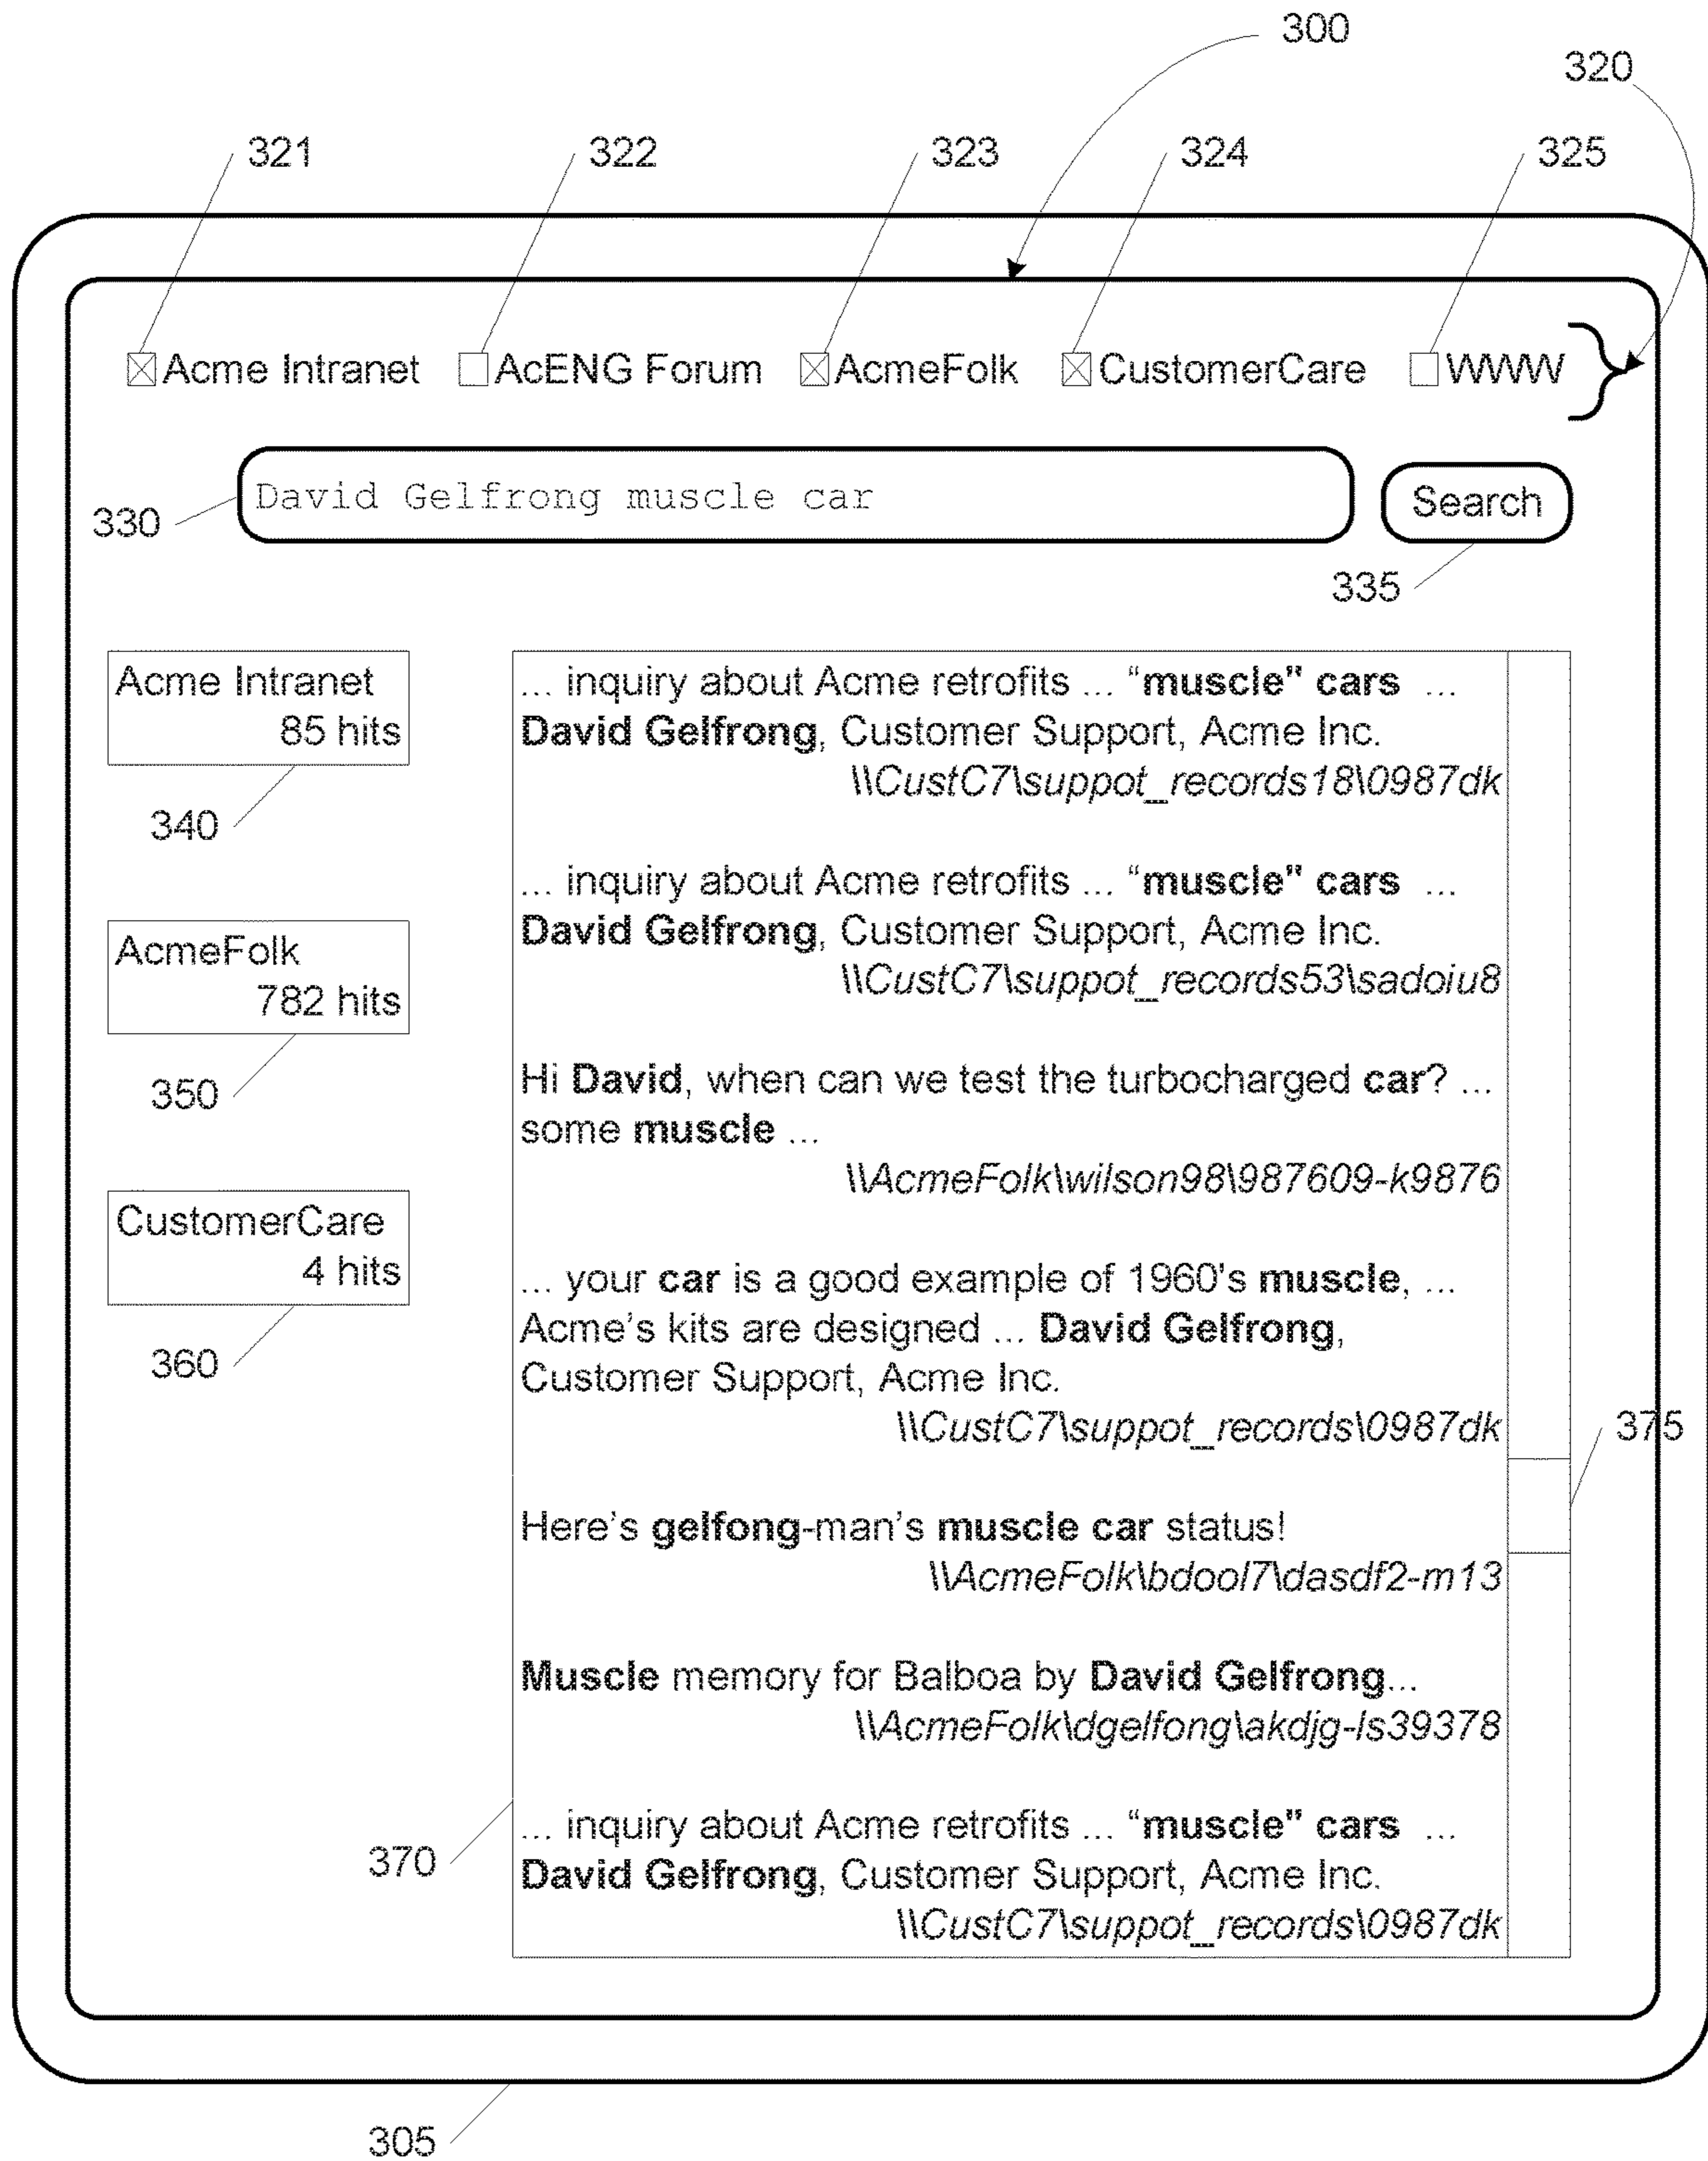 300
320
321
322
323
324
325
Acme Intranet
AcENG Forum
AcmeFolk
CustomerCare
WWW
David Gelfrong muscle car
Search
330
335
Acme Intranet
85 hits
340
AcmeFolk
782 hits
350
CustomerCare
4 hits
360
... inquiry about Acme retrofits ... “muscle" cars ...
David Gelfrong, Customer Support, Acme Inc.
\\CustC7\suppot_records18\0987dk
... inquiry about Acme retrofits ... “muscle" cars ...
David Gelfrong, Customer Support, Acme Inc.
\\CustC7\suppot_records53\sadoiu8
Hi David, when can we test the turbocharged car? ...
some muscle ...
\\AcmeFolk\wilson98\987609-k9876
... your car is a good example of 1960's muscle, ...
Acme’s kits are designed ... David Gelfrong,
Customer Support, Acme Inc.
\\CustC7\suppot_records\0987dk
375
Here’s gelfong-man’s muscle car status!
\\AcmeFolk\bdool7\dasdf2-m13
Muscle memory for Balboa by David Gelfrong...
\\AcmeFolk\dgelfong\akdjg-ls39378
... inquiry about Acme retrofits ... “muscle" cars ...
370
David Gelfrong, Customer Support, Acme Inc.
\\CustC7\suppot_records\0987dk
305